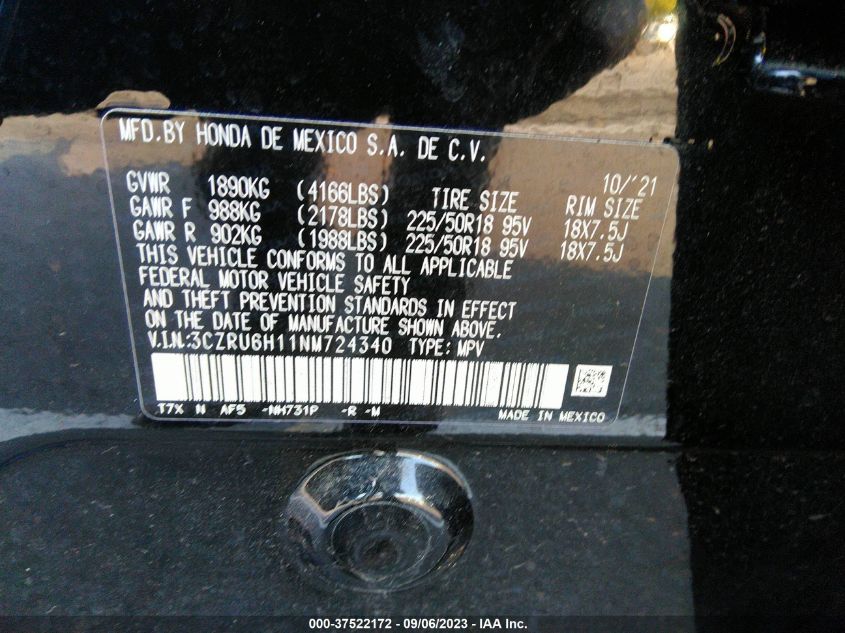 MFD. BY HONDA DE MEXICO S.A. DE C.V.
10/'21
GVWR 1890KG (4166LBS) TIRE SIZE RIM SIZE
GAWR F 988KG (2178LBS) 225/50R18 95V 18X7.5J
GAWR R 902KG (1988LBS) 225/50R18 95V 18X7.5J
THIS VEHICLE CONFORMS TO ALL APPLICABLE
FEDERAL MOTOR VEHICLE SAFETY
AND THEFT PREVENTION STANDARDS IN EFFECT
ON THE DATE OF MANUFACTURE SHOWN ABOVE.
V.I.N.:3CZRU6H11NM724340 TYPE: MPV
T7X N AF5 -NH731P -R -M MADE IN MEXICO
000-37522172 - 09/06/2023 - IAA Inc.